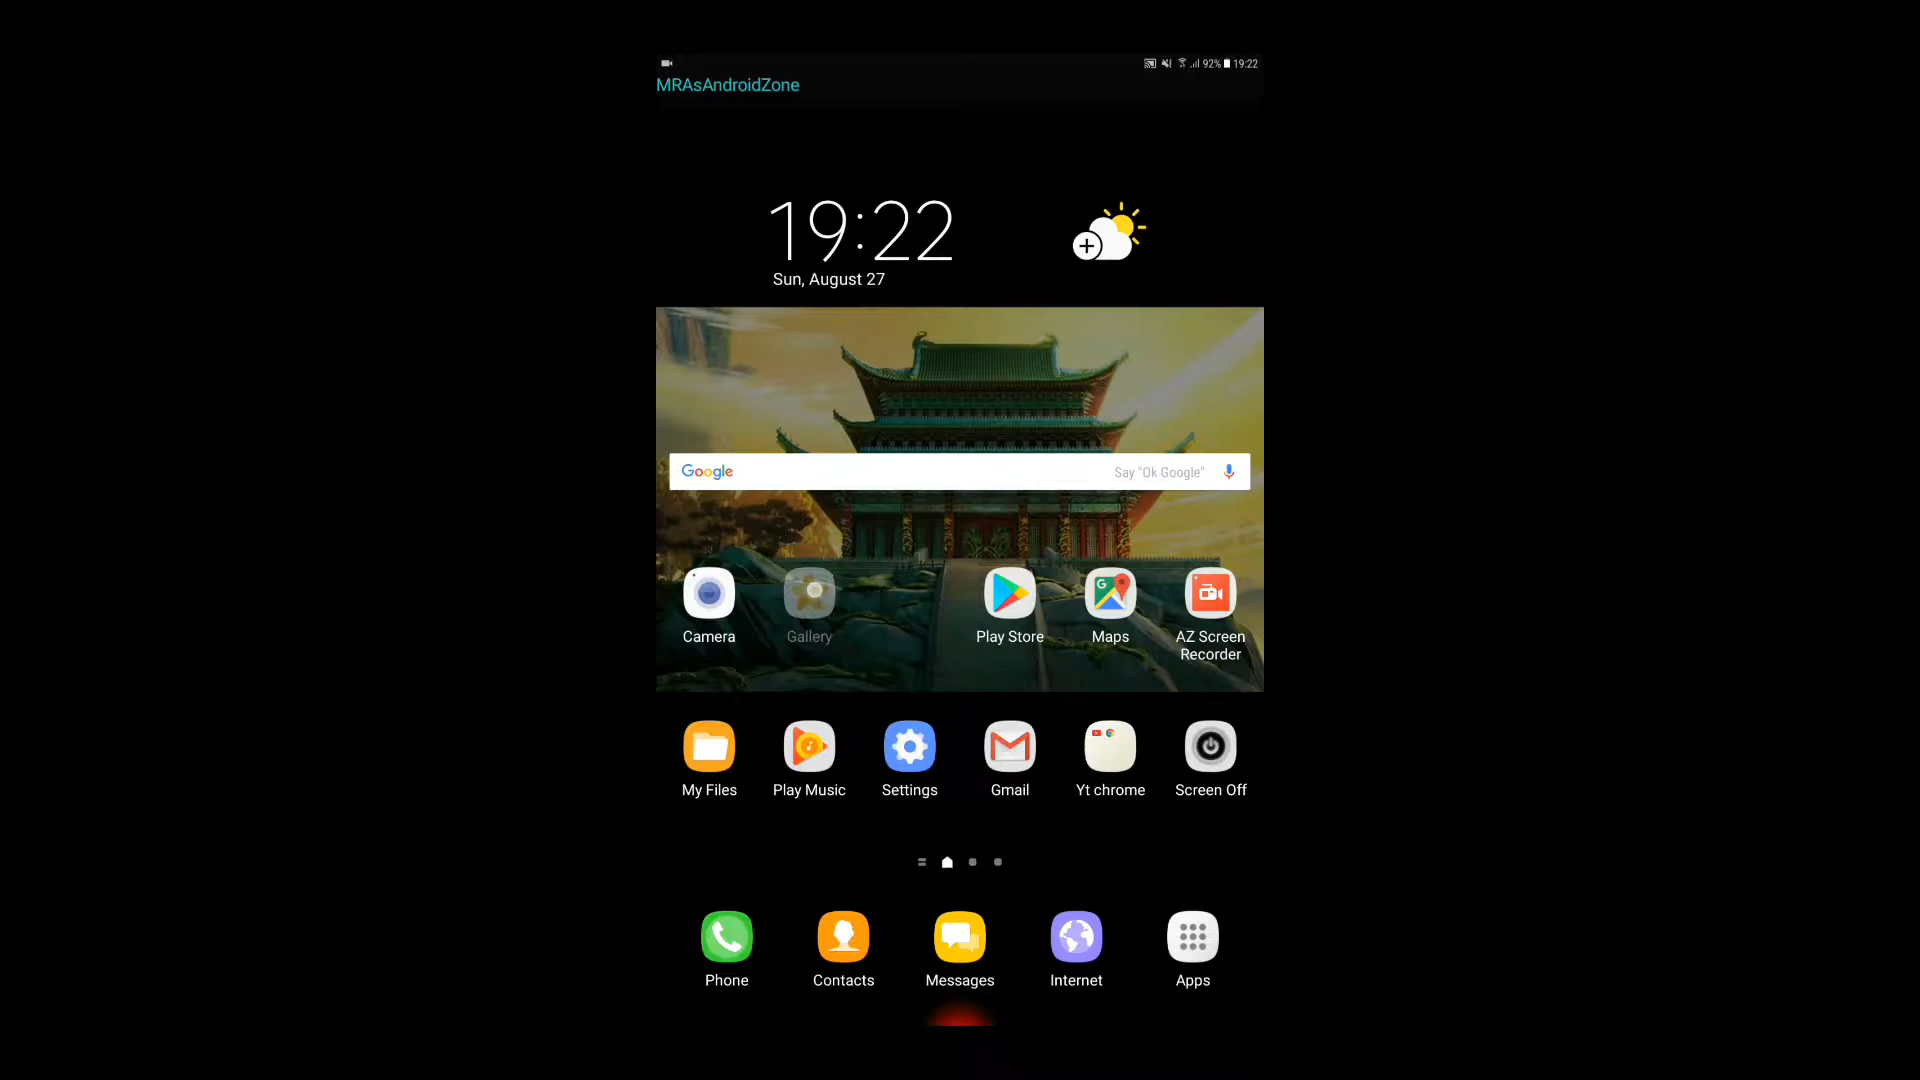 92% 19:22
MRAsAndroidZone
19:22
Sun, August 27
Google Say "Ok Google"
Camera Gallery Play Store Maps AZ Screen
Recorder
My Files Play Music Settings Gmail Yt chrome Screen Off
Phone Contacts Messages Internet Apps